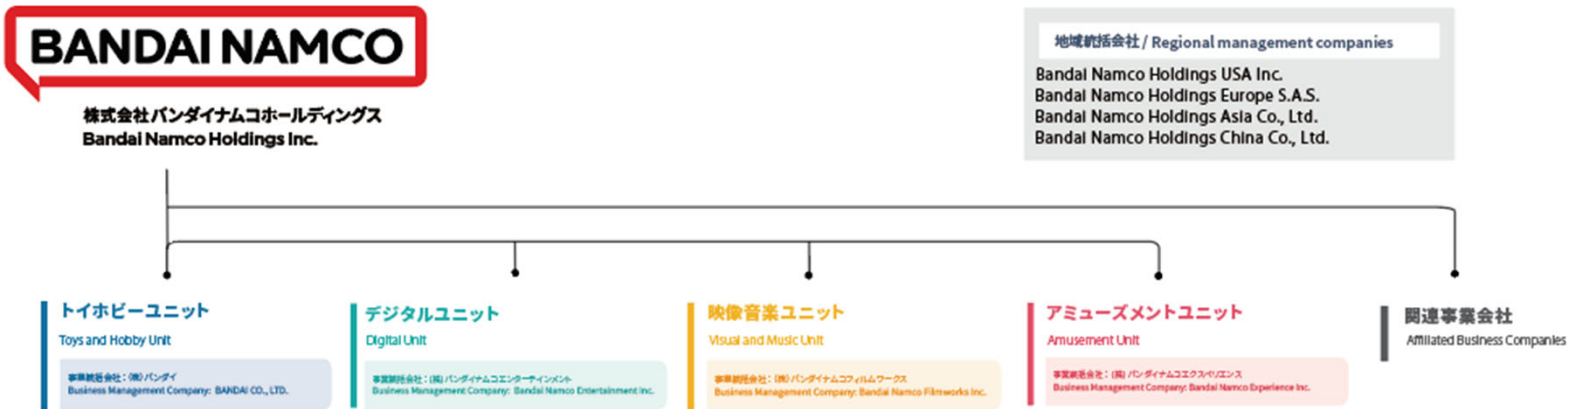 BANDAI NAMCO
株式会社バンダイナムコホールディングス
Bandai Namco Holdings Inc.
地域統括会社 / Regional management companies
Bandai Namco Holdings USA Inc.
Bandai Namco Holdings Europe S.A.S.
Bandai Namco Holdings Asia Co., Ltd.
Bandai Namco Holdings China Co., Ltd.
トイホビーユニット
Toys and Hobby Unit
事業統括会社：（株）バンダイ
Business Management Company: BANDAI CO., LTD.
デジタルユニット
Digital Unit
事業統括会社：（株）バンダイナムコエンターテインメント
Business Management Company: Bandai Namco Entertainment Inc.
映像音楽ユニット
Visual and Music Unit
事業統括会社：（株）バンダイナムコフィルムワークス
Business Management Company: Bandai Namco Filmworks Inc.
アミューズメントユニット
Amusement Unit
事業統括会社：（株）バンダイナムコエクスペリエンス
Business Management Company: Bandai Namco Experience Inc.
関連事業会社
Affiliated Business Companies